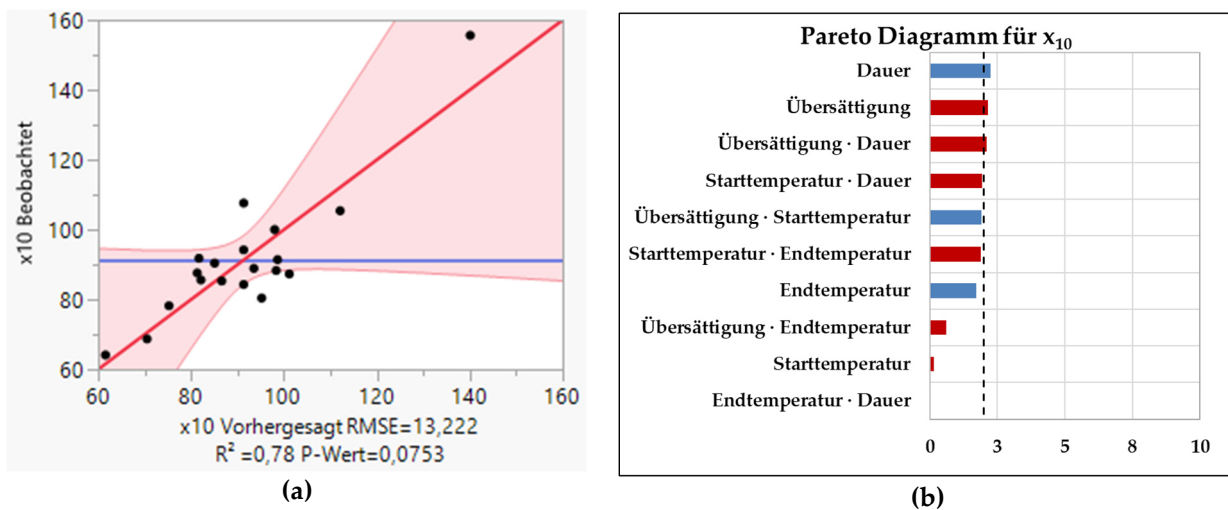 160
140
120
100
80
60
x10 Beobachtet
60 80 100 120 140 160
x10 Vorhergesagt RMSE=13,222
R² =0,78 P-Wert=0,0753
(a)
Pareto Diagramm für x₁₀
Dauer
Übersättigung
Übersättigung · Dauer
Starttemperatur · Dauer
Übersättigung · Starttemperatur
Starttemperatur · Endtemperatur
Endtemperatur
Übersättigung · Endtemperatur
Starttemperatur
Endtemperatur · Dauer
0 3 5 8 10
(b)